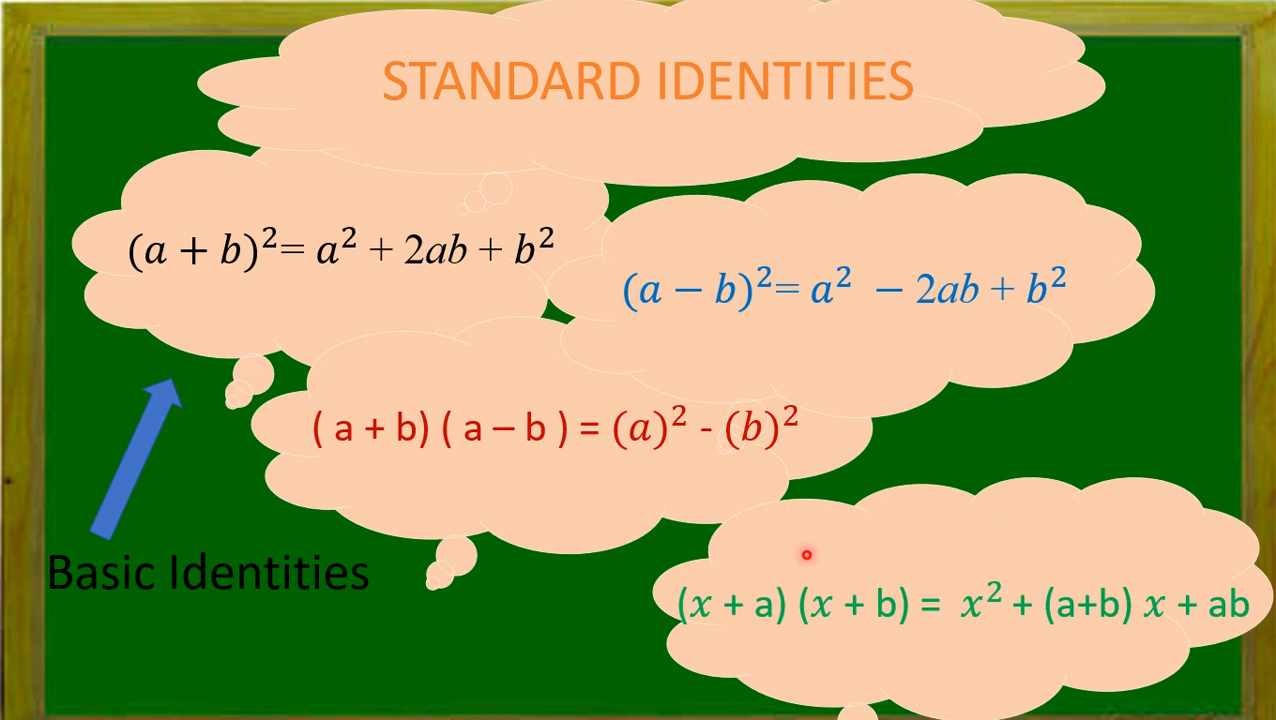 STANDARD IDENTITIES
(a + b)²= a² + 2ab + b²
(a − b)²= a² − 2ab + b²
( a + b) ( a – b ) = (a)² - (b)²
Basic Identities
(x + a) (x + b) = x² + (a+b) x + ab